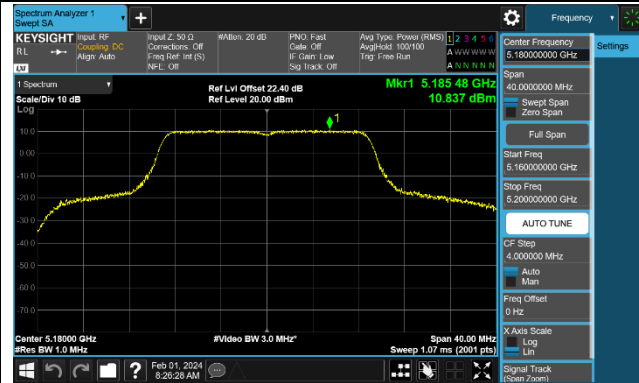 Spectrum Analyzer 1
Swept SA
Frequency
KEYSIGHT
RL
LXI
Input: RF
Coupling: DC
Align: Auto
Input Z: 50 Ω
Corrections: Off
Freq Ref: Int (S)
NFE: Off
#Atten: 20 dB
PNO: Fast
Gate: Off
IF Gain: Low
Sig Track: Off
Avg Type: Power (RMS)
Avg|Hold: 100/100
Trig: Free Run
1 2 3 4 5 6
A W W W W W
A N N N N N
1 Spectrum
Scale/Div 10 dB
Log
Ref Lvl Offset 22.40 dB
Ref Level 20.00 dBm
Mkr1 5.185 48 GHz
10.837 dBm
1
10.0
0.00
-10.0
-20.0
-30.0
-40.0
-50.0
-60.0
-70.0
Center 5.18000 GHz
#Res BW 1.0 MHz
#Video BW 3.0 MHz*
Span 40.00 MHz
Sweep 1.07 ms (2001 pts)
Feb 01, 2024
8:26:28 AM
Center Frequency
5.180000000 GHz
Span
40.0000000 MHz
Swept Span
Zero Span
Full Span
Start Freq
5.160000000 GHz
Stop Freq
5.200000000 GHz
AUTO TUNE
CF Step
4.000000 MHz
Auto
Man
Freq Offset
0 Hz
X Axis Scale
Log
Lin
Signal Track
(Span Zoom)
Settings